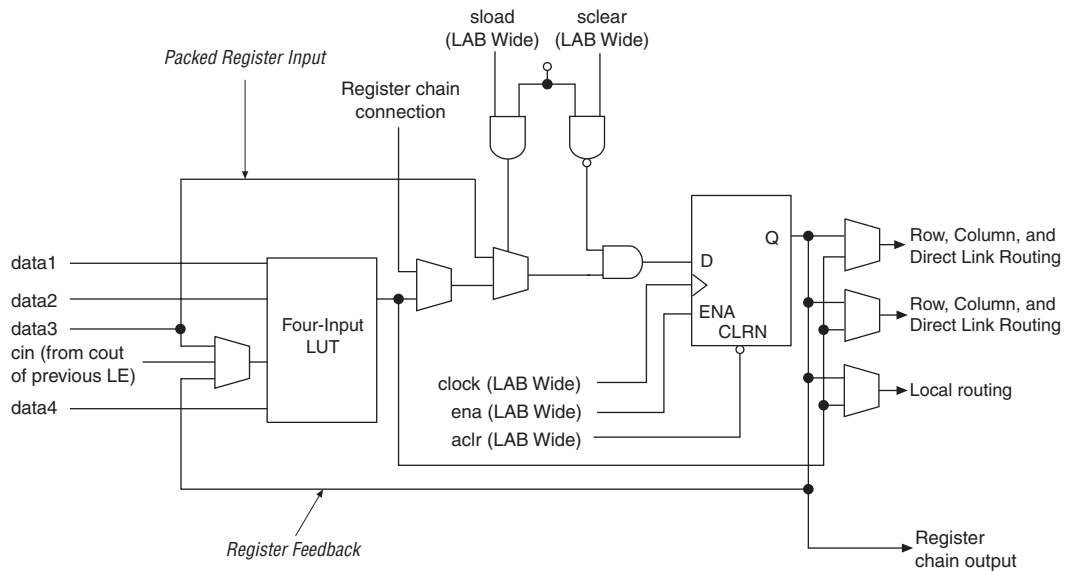 sload
(LAB Wide)
sclear
(LAB Wide)
Packed Register Input
Register chain
connection
data1
data2
data3
cin (from cout
of previous LE)
data4
Four-Input
LUT
D
Q
ENA
CLRN
clock (LAB Wide)
ena (LAB Wide)
aclr (LAB Wide)
Row, Column, and
Direct Link Routing
Row, Column, and
Direct Link Routing
Local routing
Register Feedback
Register
chain output